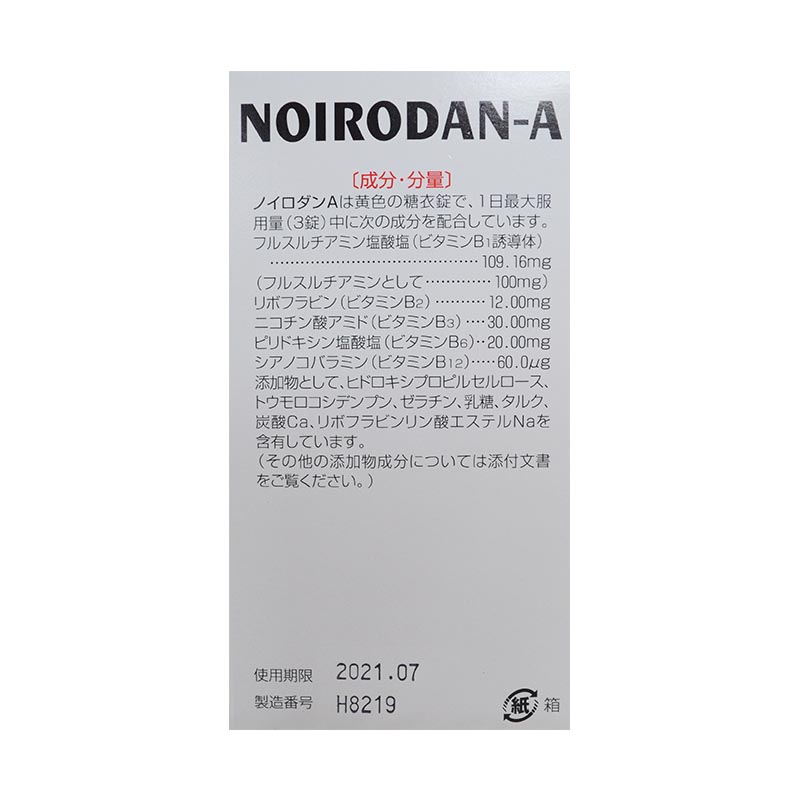 NOIRODAN-A
〔成分・分量〕
ノイロダンAは黄色の糖衣錠で、1日最大服
用量(3錠)中に次の成分を配合しています。
フルスルチアミン塩酸塩(ビタミンB1誘導体)
……………………………………109.16mg
(フルスルチアミンとして…………100mg)
リボフラビン(ビタミンB2)………12.00mg
ニコチン酸アミド(ビタミンB3)…30.00mg
ピリドキシン塩酸塩(ビタミンB6)‥20.00mg
シアノコバラミン(ビタミンB12)……60.0μg
添加物として、ヒドロキシプロピルセルロース、
トウモロコシデンプン、ゼラチン、乳糖、タルク、
炭酸Ca、リボフラビンリン酸エステルNaを
含有しています。
(その他の添加物成分については添付文書
をご覧ください。)
使用期限 2021.07
製造番号 H8219
紙 箱